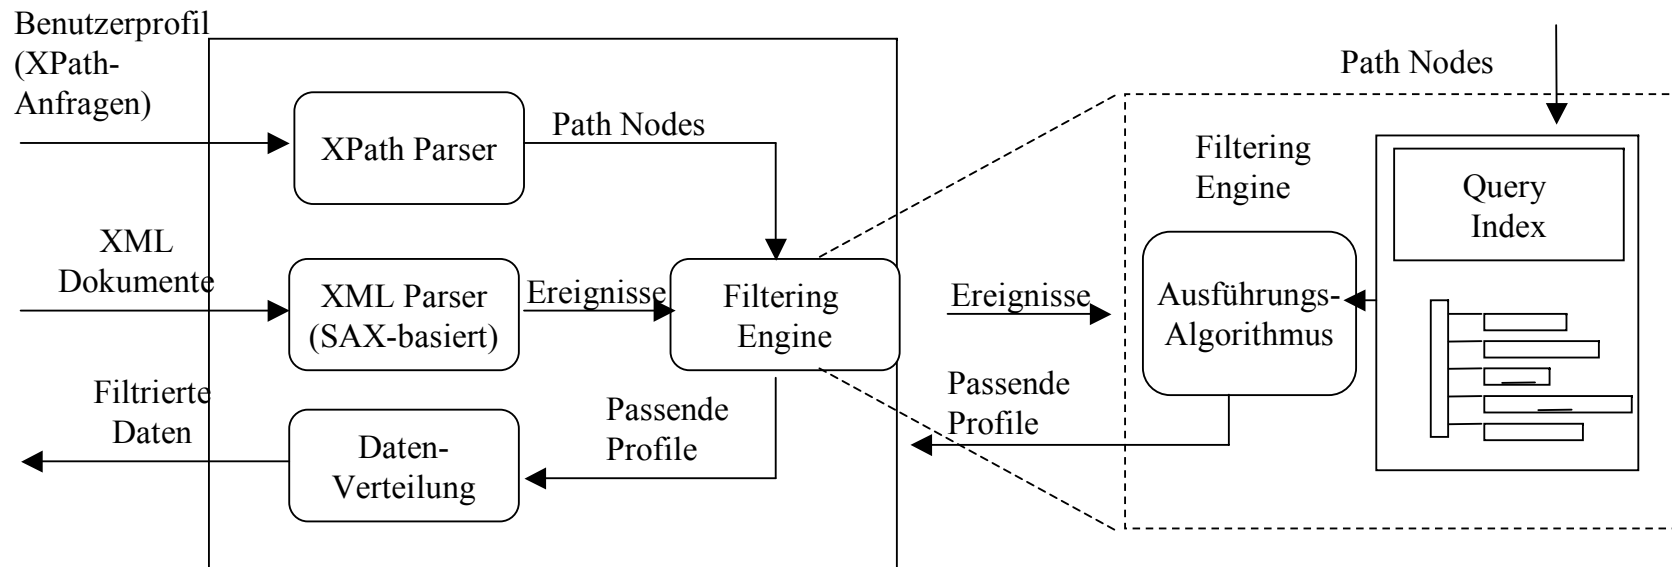 Benutzerprofil
(XPath-
Anfragen)
XPath Parser
Path Nodes
XML
Dokumente
XML Parser
(SAX-basiert)
Ereignisse
Filtering
Engine
Filtrierte
Daten
Daten-
Verteilung
Passende
Profile
Path Nodes
Filtering
Engine
Query
Index
Ereignisse
Ausführungs-
Algorithmus
Passende
Profile